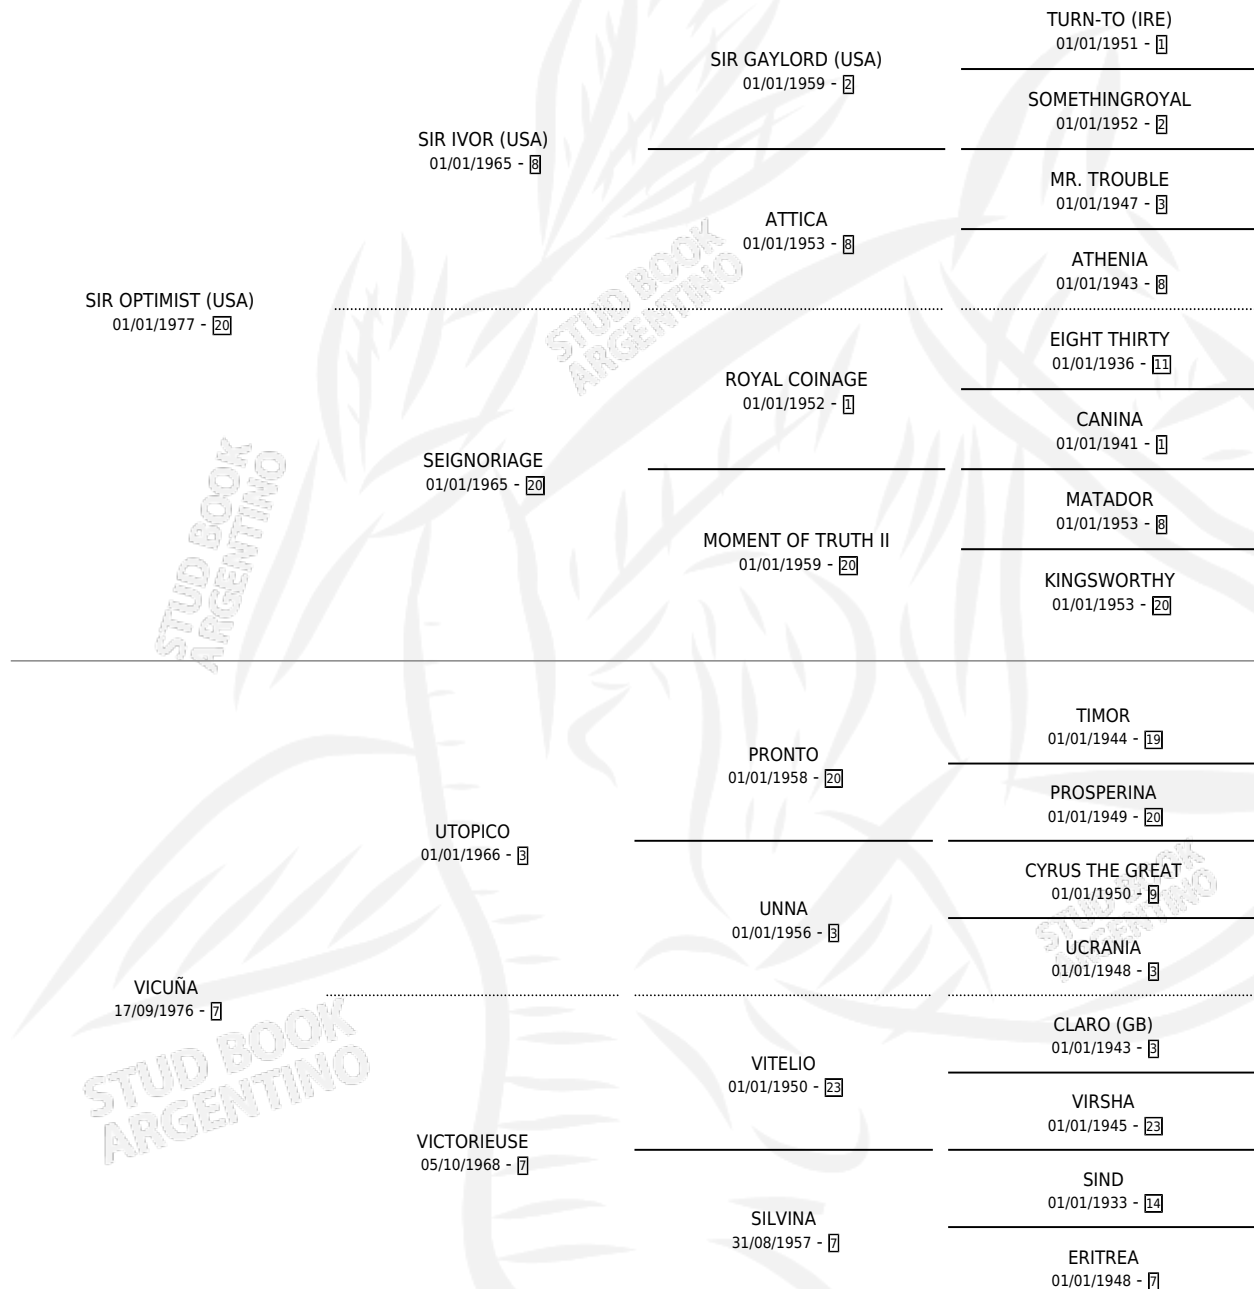 TURN-TO (IRE)
01/01/1951 - 1
SIR GAYLORD (USA)
01/01/1959 - 2
SOMETHINGROYAL
01/01/1952 - 2
SIR IVOR (USA)
01/01/1965 - 8
MR. TROUBLE
01/01/1947 - 3
ATTICA
01/01/1953 - 8
ATHENIA
01/01/1943 - 8
SIR OPTIMIST (USA)
01/01/1977 - 20
EIGHT THIRTY
01/01/1936 - 11
ROYAL COINAGE
01/01/1952 - 1
CANINA
01/01/1941 - 1
SEIGNORIAGE
01/01/1965 - 20
MATADOR
01/01/1953 - 8
MOMENT OF TRUTH II
01/01/1959 - 20
KINGSWORTHY
01/01/1953 - 20
TIMOR
01/01/1944 - 19
PRONTO
01/01/1958 - 20
PROSPERINA
01/01/1949 - 20
UTOPICO
01/01/1966 - 3
CYRUS THE GREAT
01/01/1950 - 9
UNNA
01/01/1956 - 3
UCRANIA
01/01/1948 - 3
VICUÑA
17/09/1976 - 7
CLARO (GB)
01/01/1943 - 3
VITELIO
01/01/1950 - 23
VIRSHA
01/01/1945 - 23
VICTORIEUSE
05/10/1968 - 7
SIND
01/01/1933 - 14
SILVINA
31/08/1957 - 7
ERITREA
01/01/1948 - 7
STUD BOOK
ARGENTINO
STUD BOOK
ARGENTINO
STUD BOOK
ARGENTINO
STUD BOOK
ARGENTINO